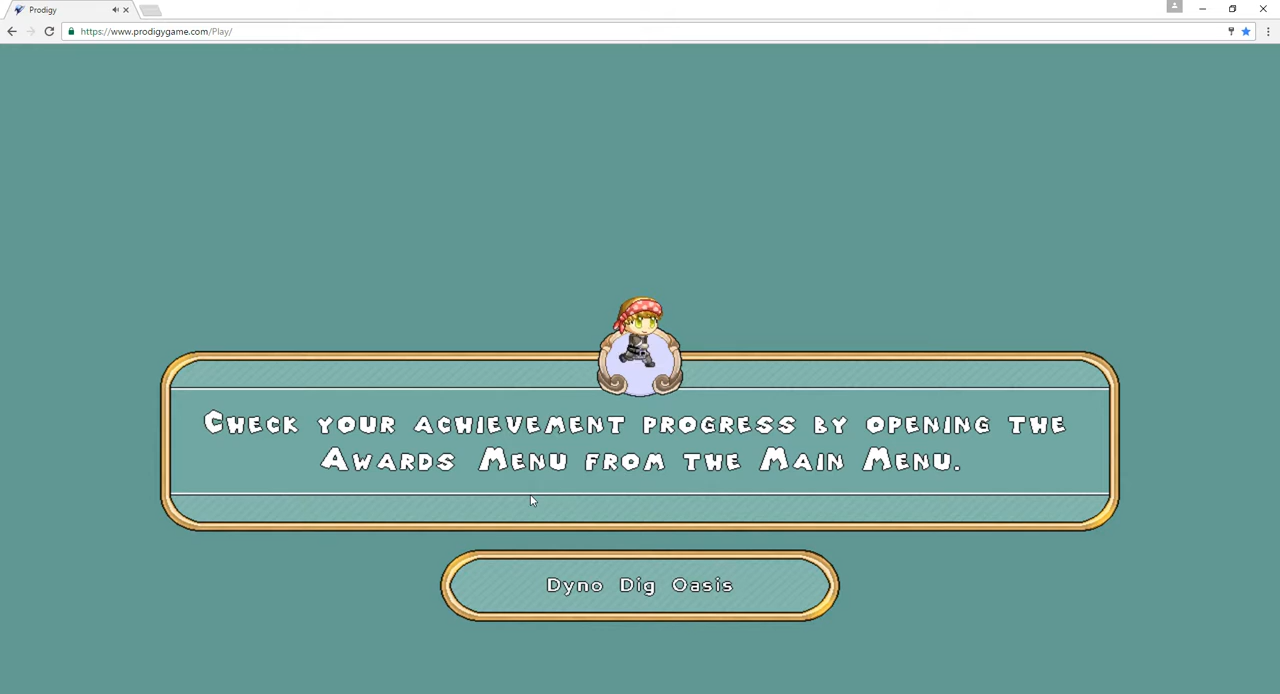 Prodigy
https://www.prodigygame.com/Play/
Check your achievement progress by opening the
Awards Menu from the Main Menu.
Dyno Dig Oasis